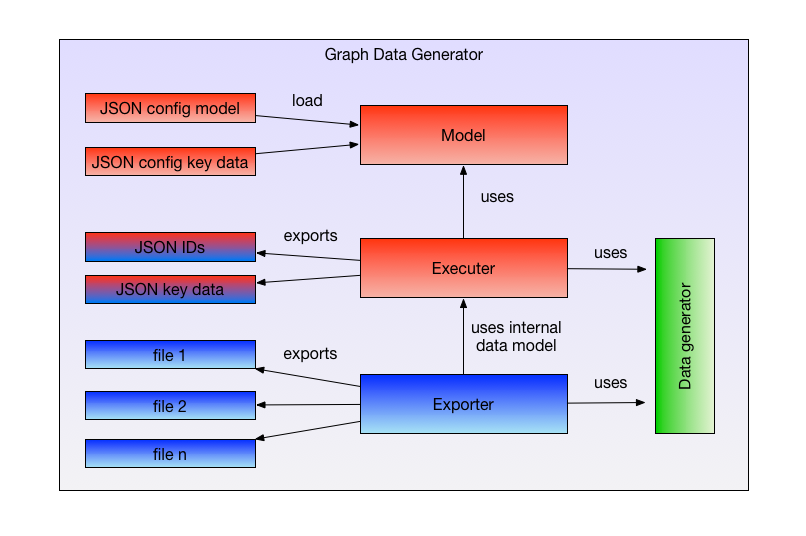 Graph Data Generator
JSON config model
load
Model
JSON config key data
uses
JSON IDs
exports
Executer
uses
JSON key data
Data generator
uses internal
data model
file 1
exports
file 2
Exporter
uses
file n